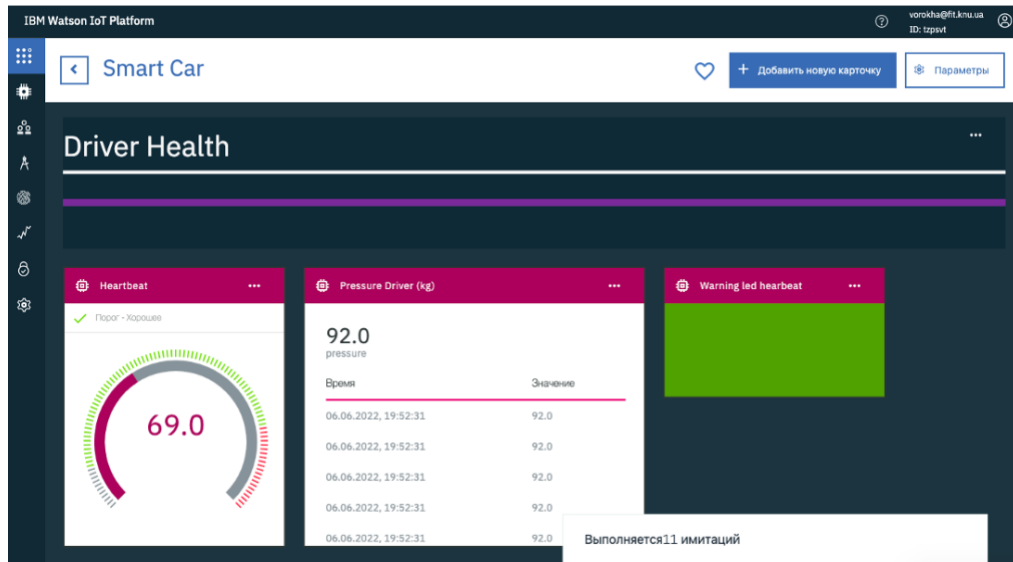 IBM Watson IoT Platform
vorokha@fit.knu.ua
ID: tzpsvt
Smart Car
+ Добавить новую карточку
Параметры
Driver Health
Heartbeat
Порог - Хорошее
69.0
Pressure Driver (kg)
92.0
pressure
Время Значение
06.06.2022, 19:52:31 92.0
06.06.2022, 19:52:31 92.0
06.06.2022, 19:52:31 92.0
06.06.2022, 19:52:31 92.0
06.06.2022, 19:52:31 92.0
Warning led hearbeat
Выполняется11 имитаций